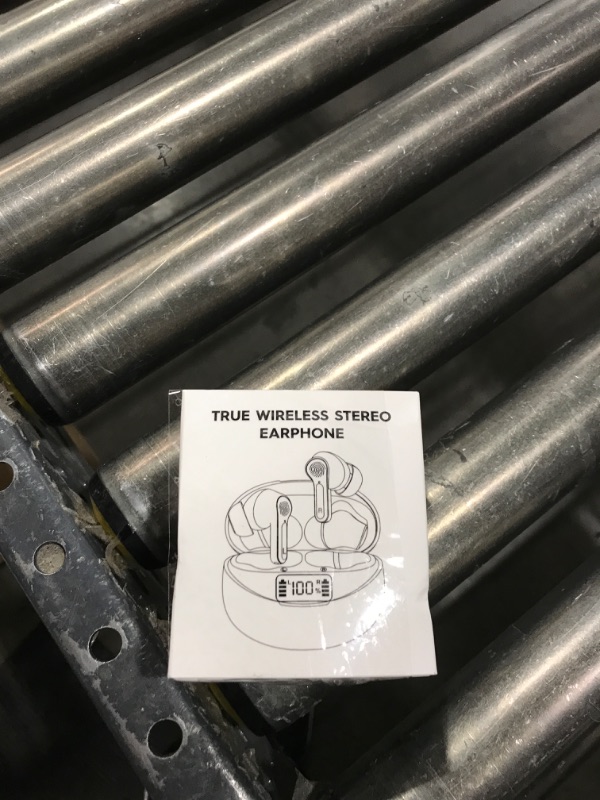 TRUE WIRELESS STEREO
EARPHONE
L 100% R